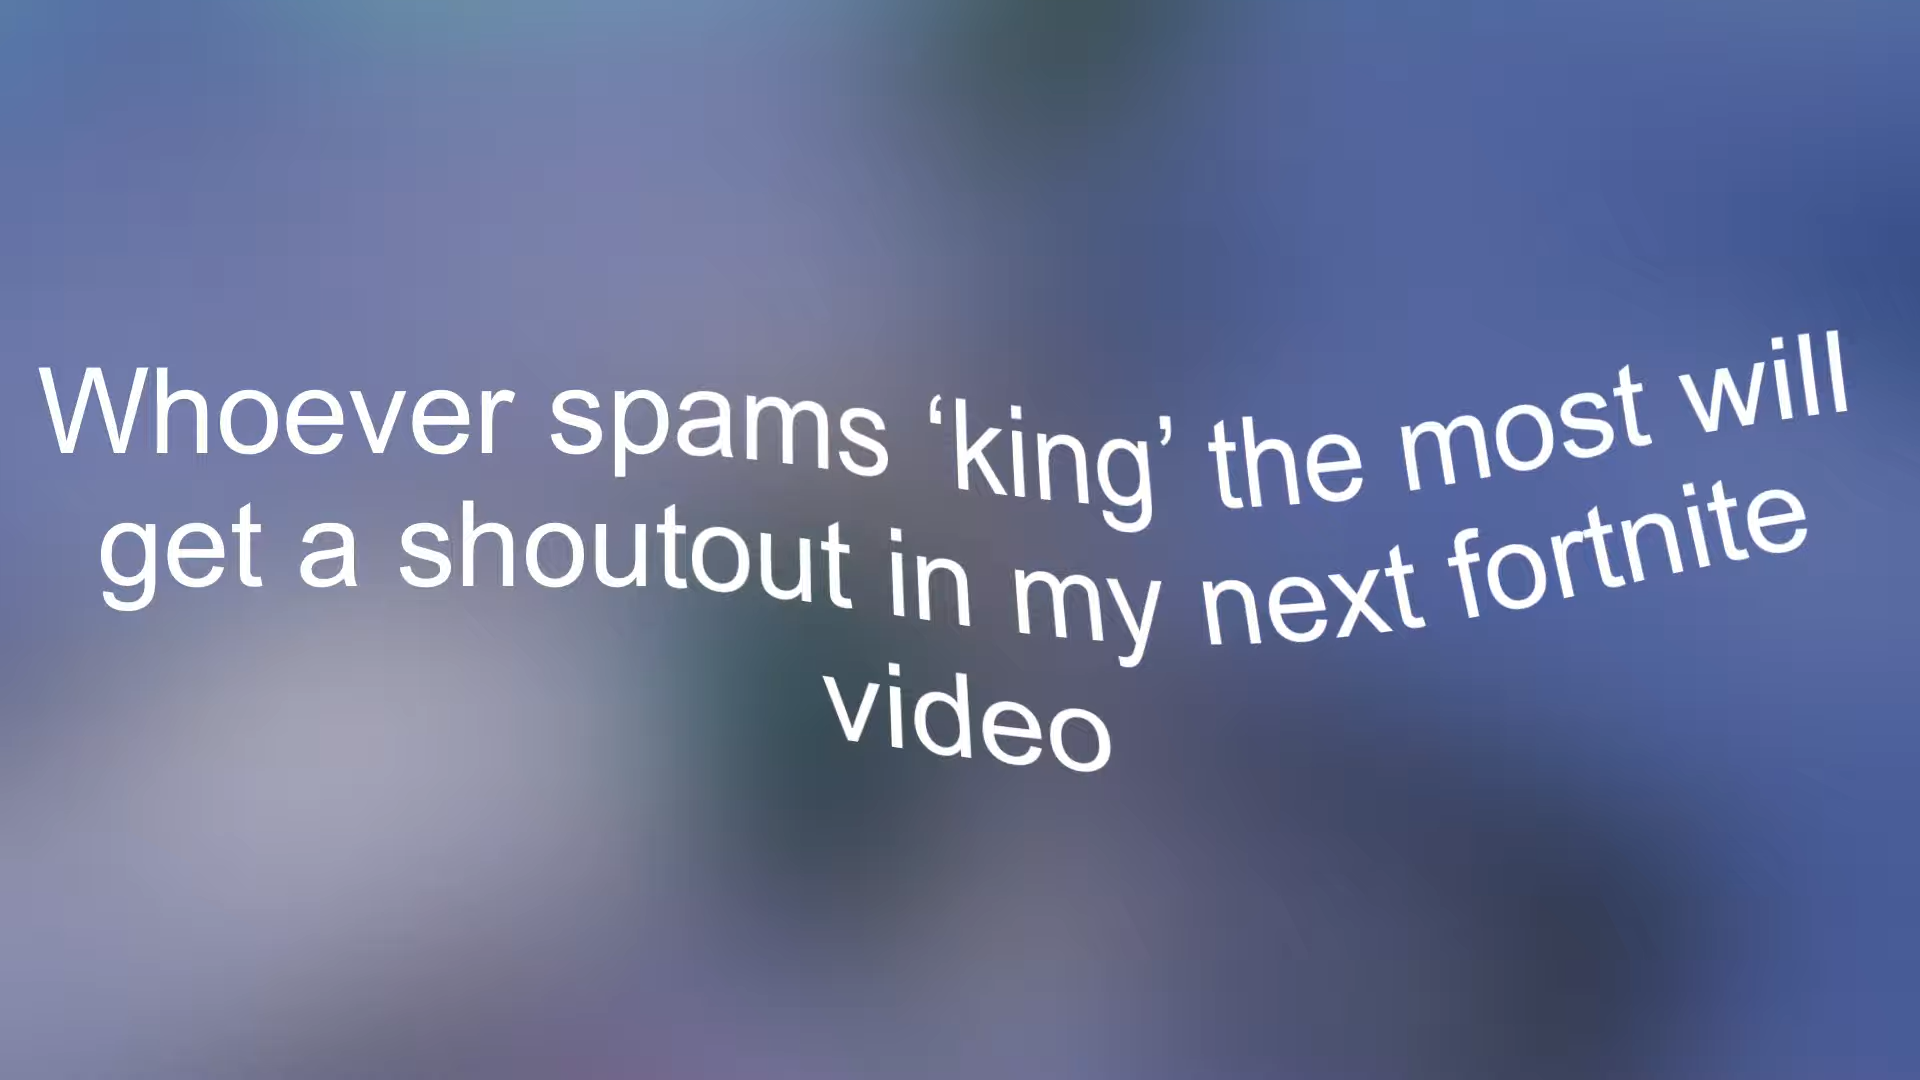 Whoever spams ‘king’ the most will
get a shoutout in my next fortnite
video